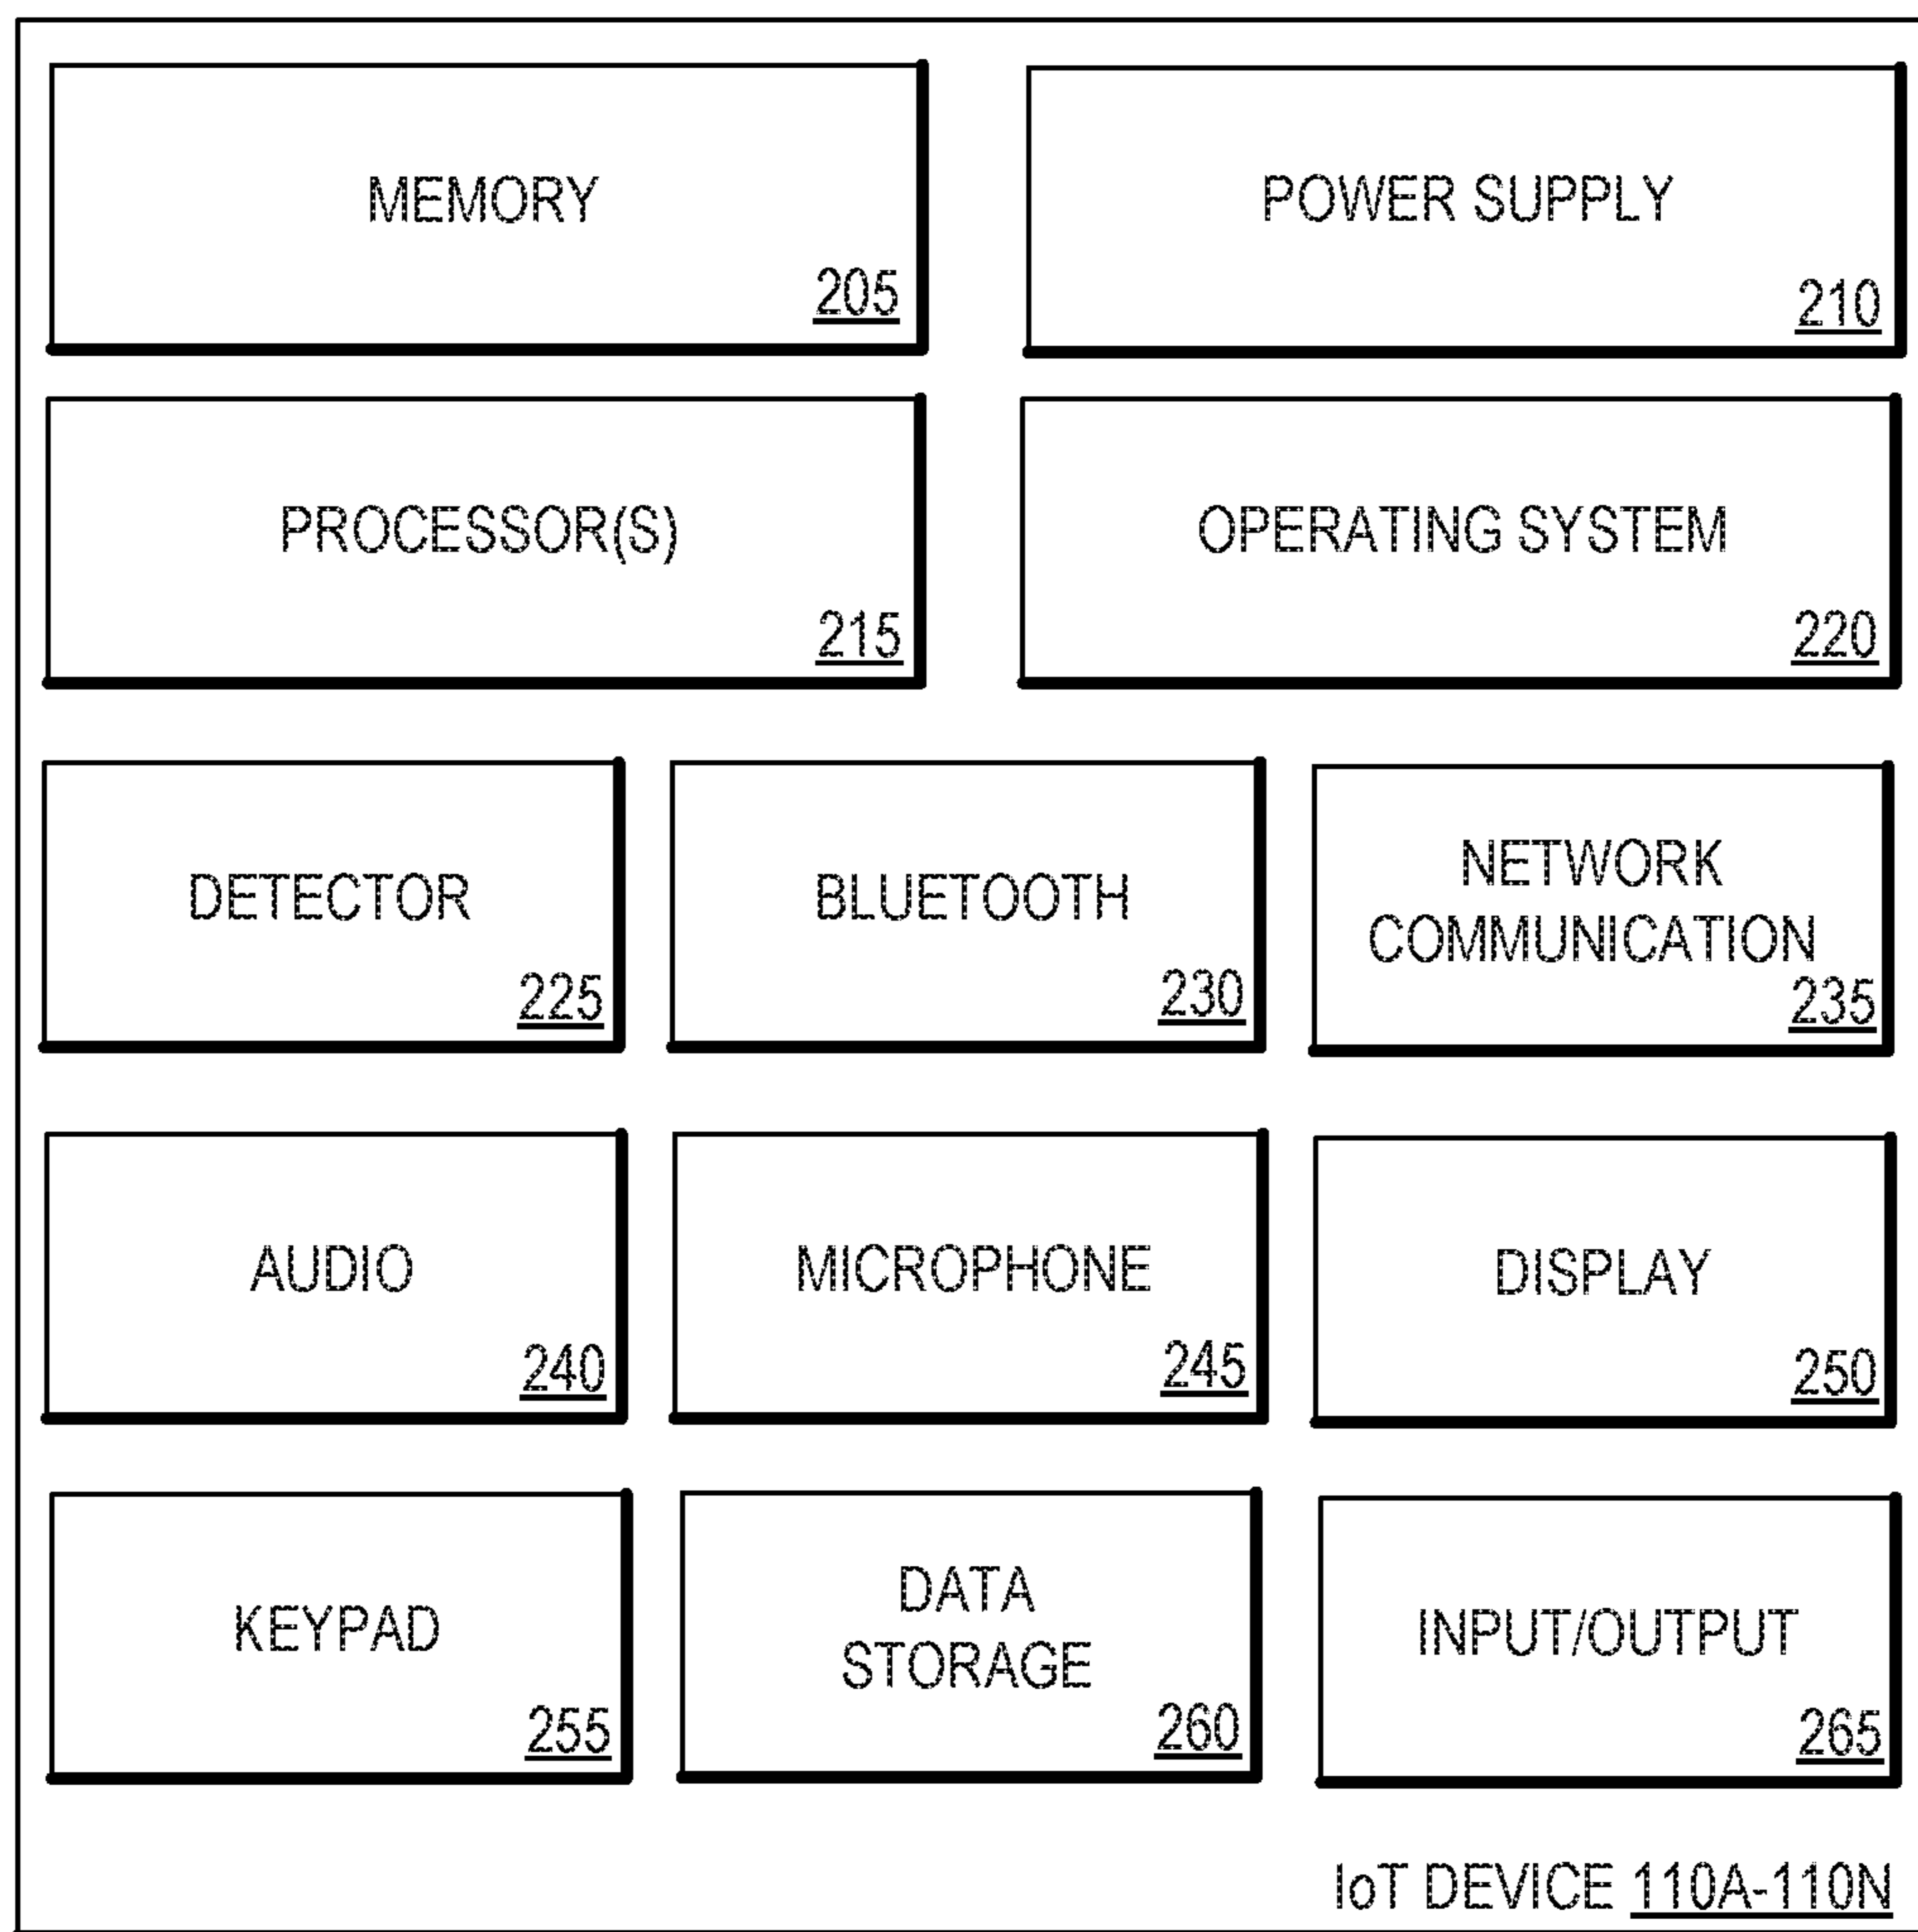 MEMORY
205
POWER SUPPLY
210
PROCESSOR(S)
215
OPERATING SYSTEM
220
DETECTOR
225
BLUETOOTH
230
NETWORK
COMMUNICATION
235
AUDIO
240
MICROPHONE
245
DISPLAY
250
KEYPAD
255
DATA
STORAGE
260
INPUT/OUTPUT
265
IoT DEVICE 110A-110N